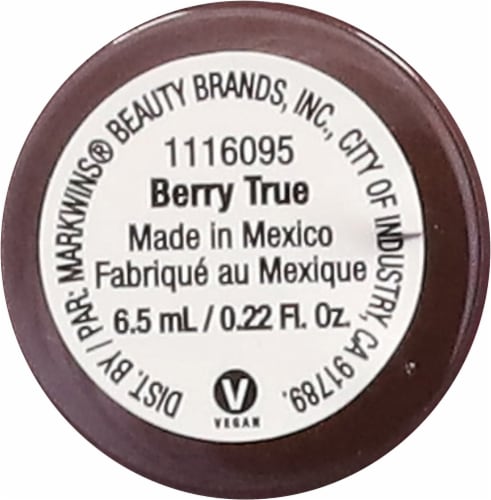 DIST. BY / PAR: MARKWINS® BEAUTY BRANDS, INC., CITY OF INDUSTRY, CA 91789.
1116095
Berry True
Made in Mexico
Fabriqué au Mexique
6.5 mL / 0.22 Fl. Oz.
V
VEGAN